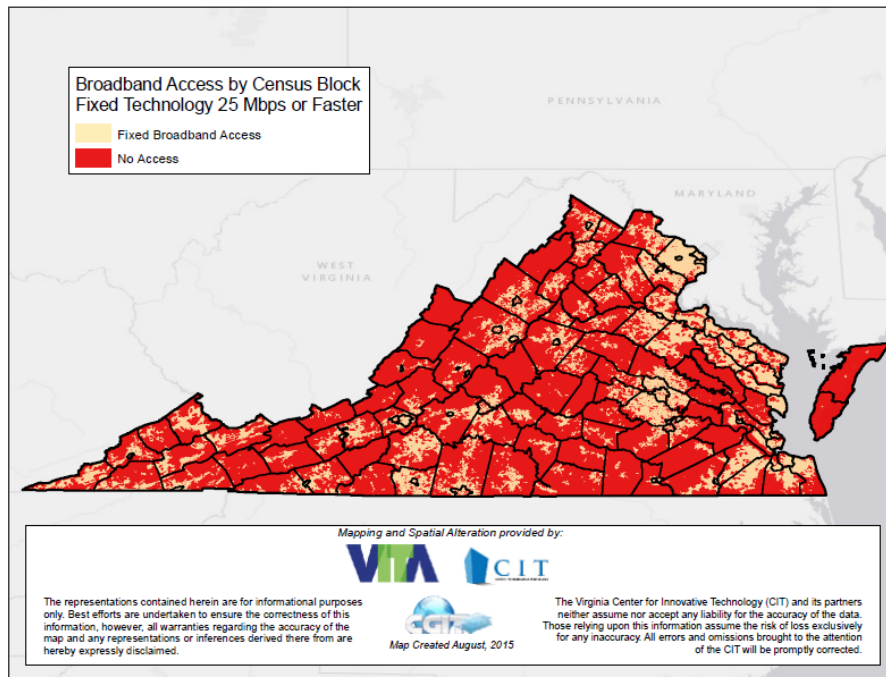 Broadband Access by Census Block
Fixed Technology 25 Mbps or Faster
Fixed Broadband Access
No Access
PENNSYLVANIA
MARYLAND
WEST
VIRGINIA
Mapping and Spatial Alteration provided by:
VITA
CIT
The representations contained herein are for informational purposes
only. Best efforts are undertaken to ensure the correctness of this
information, however, all warranties regarding the accuracy of the
map and any representations or inferences derived there from are
hereby expressly disclaimed.
CGIT
Map Created August, 2015
The Virginia Center for Innovative Technology (CIT) and its partners
neither assume nor accept any liability for the accuracy of the data.
Those relying upon this information assume the risk of loss exclusively
for any inaccuracy. All errors and omissions brought to the attention
of the CIT will be promptly corrected.